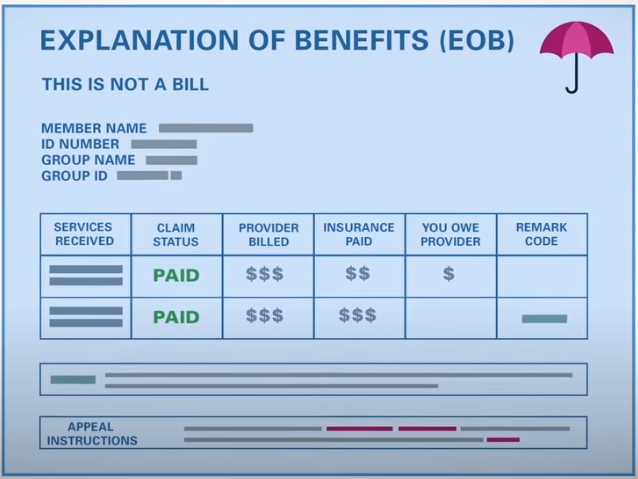 EXPLANATION OF BENEFITS (EOB)
THIS IS NOT A BILL
MEMBER NAME
ID NUMBER
GROUP NAME
GROUP ID
SERVICES RECEIVED
CLAIM STATUS
PROVIDER BILLED
INSURANCE PAID
YOU OWE PROVIDER
REMARK CODE
PAID $$$ $$ $
PAID $$$ $$$
APPEAL
INSTRUCTIONS